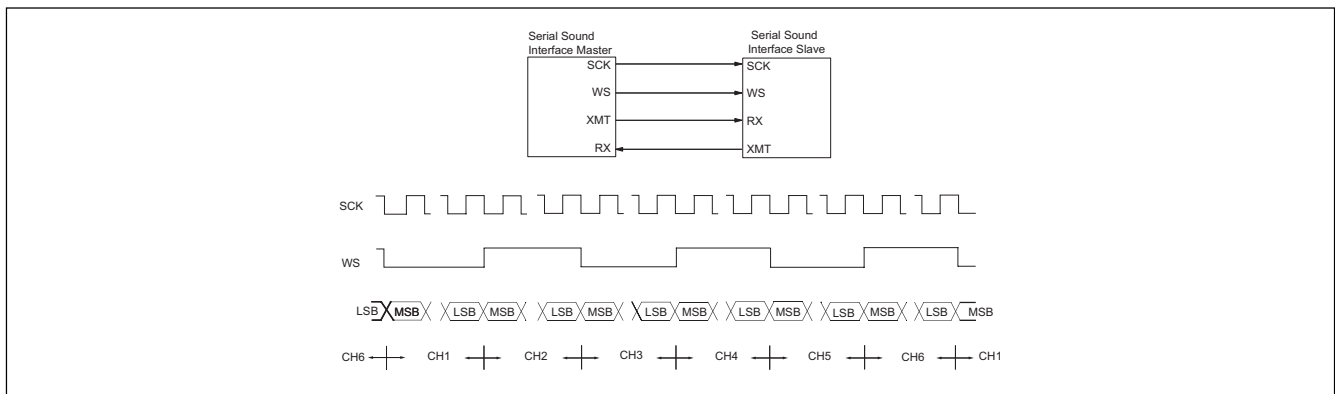 Serial Sound
Interface Master
Serial Sound
Interface Slave
SCK SCK
WS WS
XMT RX
RX XMT
SCK
WS
LSB MSB LSB MSB LSB MSB LSB MSB LSB MSB LSB MSB LSB MSB
CH6 CH1 CH2 CH3 CH4 CH5 CH6 CH1